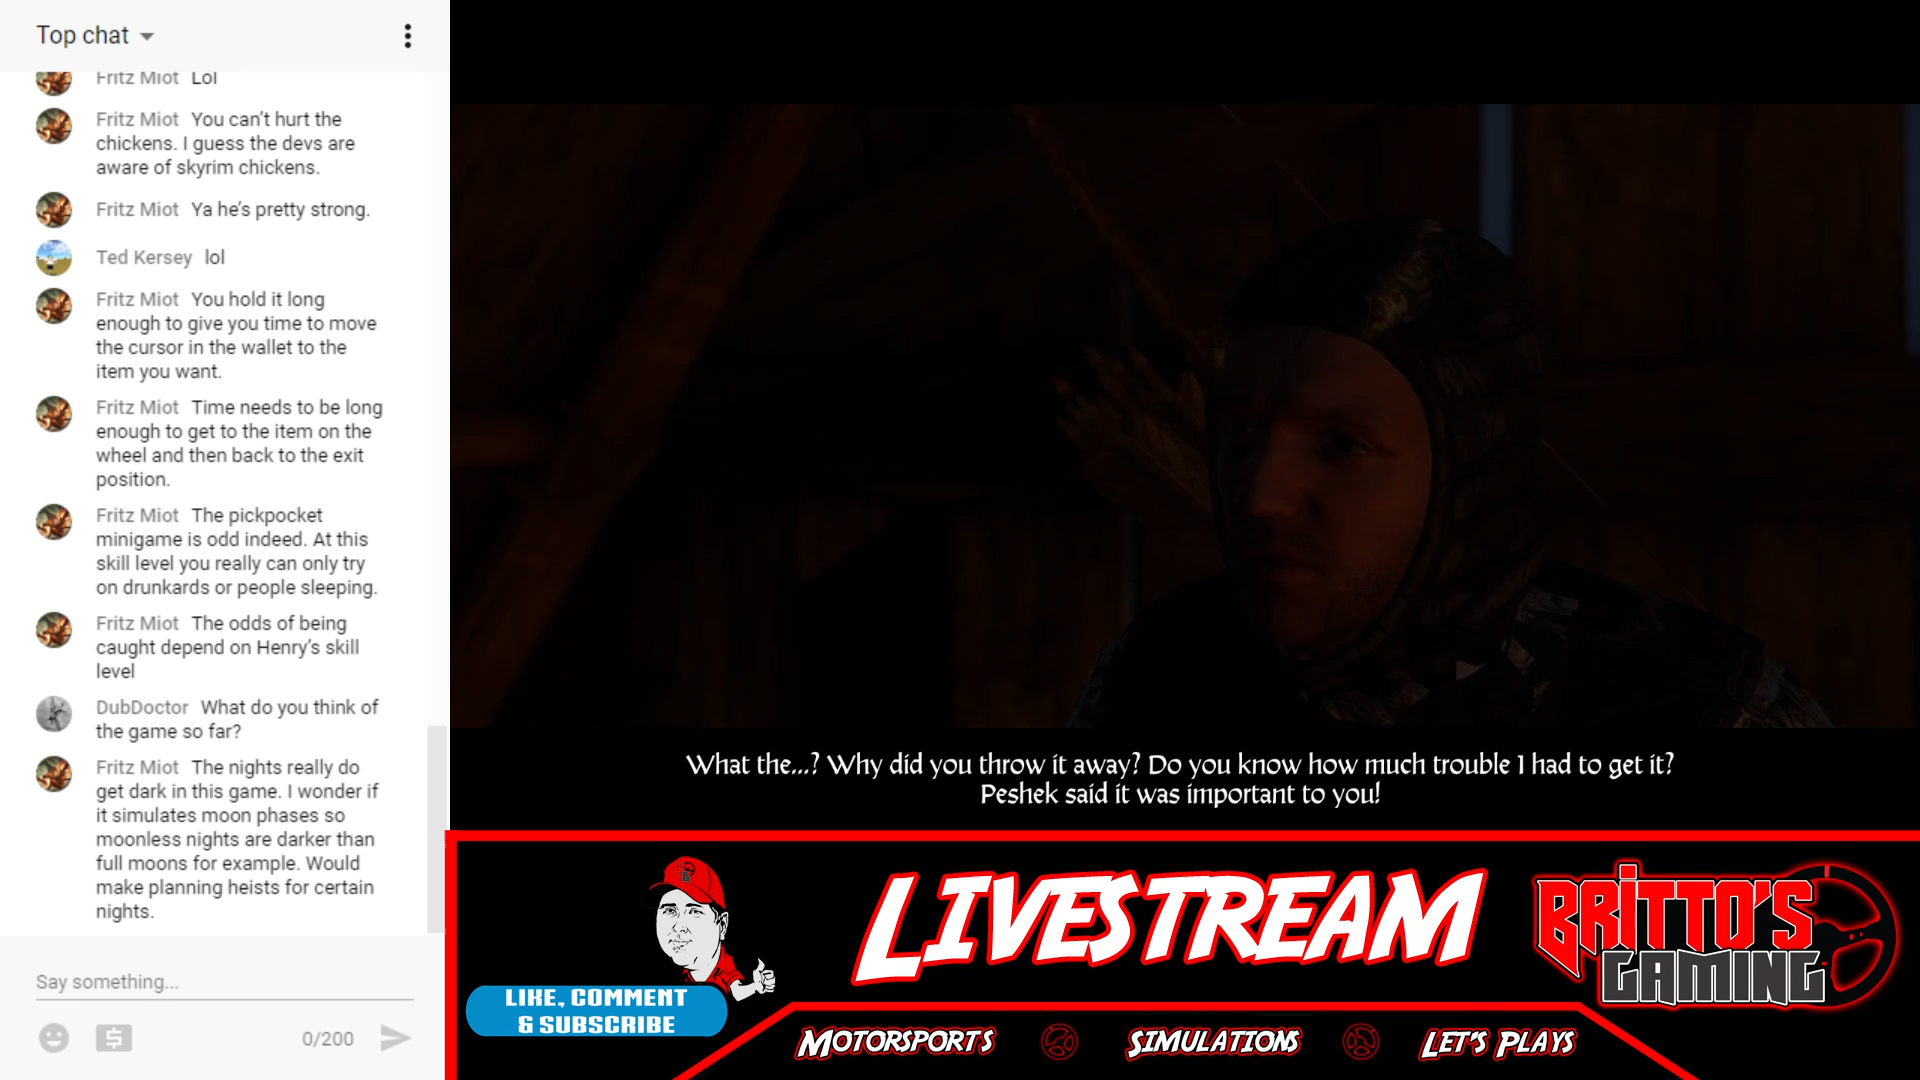 Top chat
Fritz Miot Lol
Fritz Miot You can't hurt the
chickens. I guess the devs are
aware of skyrim chickens.
Fritz Miot Ya he's pretty strong.
Ted Kersey lol
Fritz Miot You hold it long
enough to give you time to move
the cursor in the wallet to the
item you want.
Fritz Miot Time needs to be long
enough to get to the item on the
wheel and then back to the exit
position.
Fritz Miot The pickpocket
minigame is odd indeed. At this
skill level you really can only try
on drunkards or people sleeping.
Fritz Miot The odds of being
caught depend on Henry's skill
level
DubDoctor What do you think of
the game so far?
Fritz Miot The nights really do
get dark in this game. I wonder if
it simulates moon phases so
moonless nights are darker than
full moons for example. Would
make planning heists for certain
nights.
Say something...
0/200
What the...? Why did you throw it away? Do you know how much trouble I had to get it?
Peshek said it was important to you!
LIKE, COMMENT
& SUBSCRIBE
LIVESTREAM
BRITTO'S
GAMING
MOTORSPORTS
SIMULATIONS
LET'S PLAYS